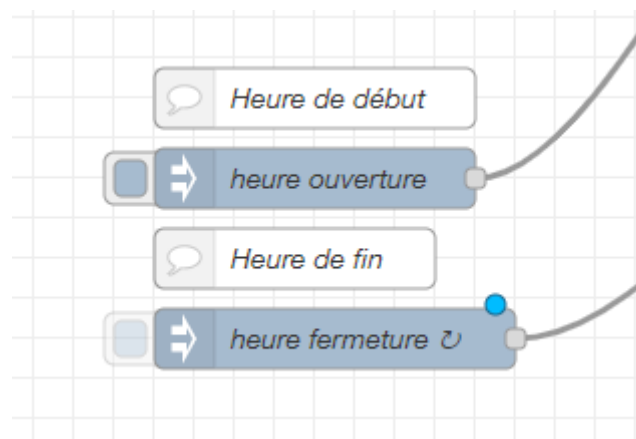 Heure de début
heure ouverture
Heure de fin
heure fermeture ↻